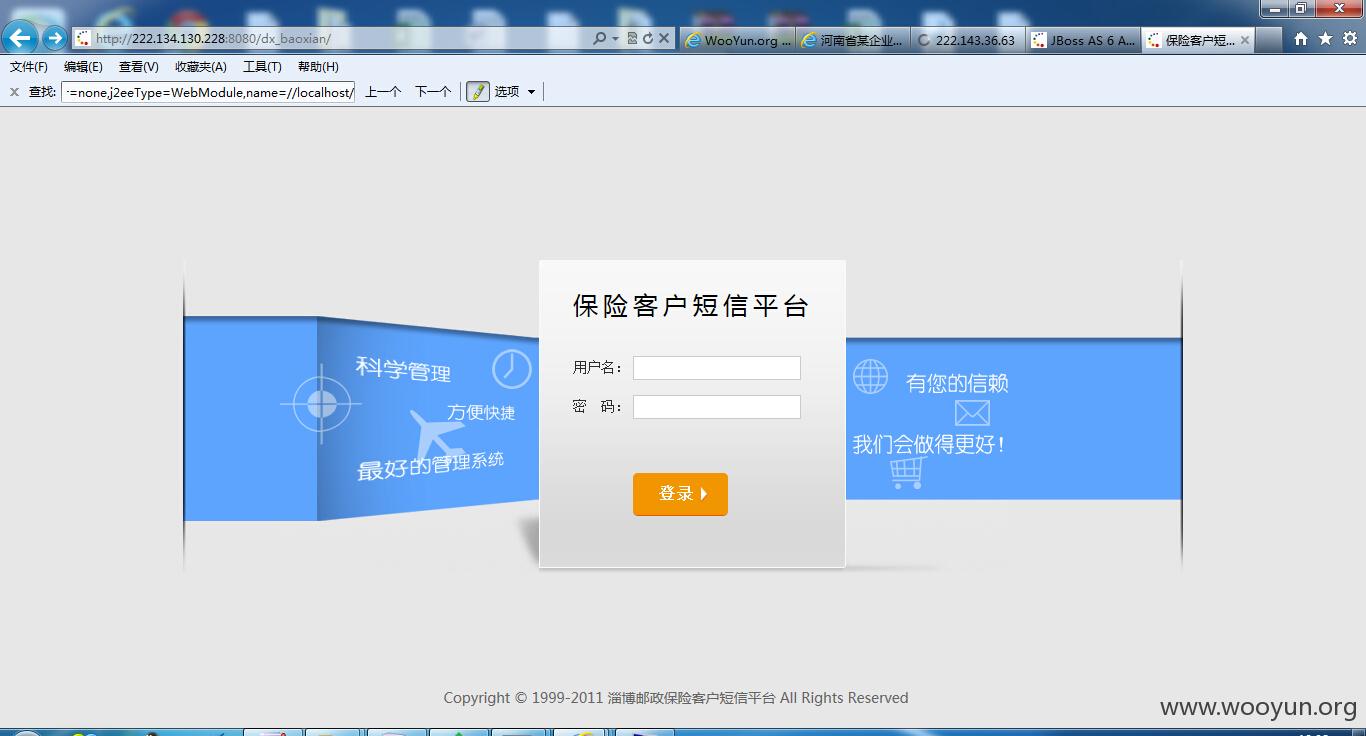 http://222.134.130.228:8080/dx_baoxian/
WooYun.org ...
河南省某企业...
222.143.36.63
JBoss AS 6 A...
保险客户短...
文件(F) 编辑(E) 查看(V) 收藏夹(A) 工具(T) 帮助(H)
查找: =none,j2eeType=WebModule,name=//localhost/ 上一个 下一个 选项
保险客户短信平台
用户名：
密 码：
登录
科学管理
方便快捷
最好的管理系统
有您的信赖
我们会做得更好！
Copyright © 1999-2011 淄博邮政保险客户短信平台 All Rights Reserved
www.wooyun.org